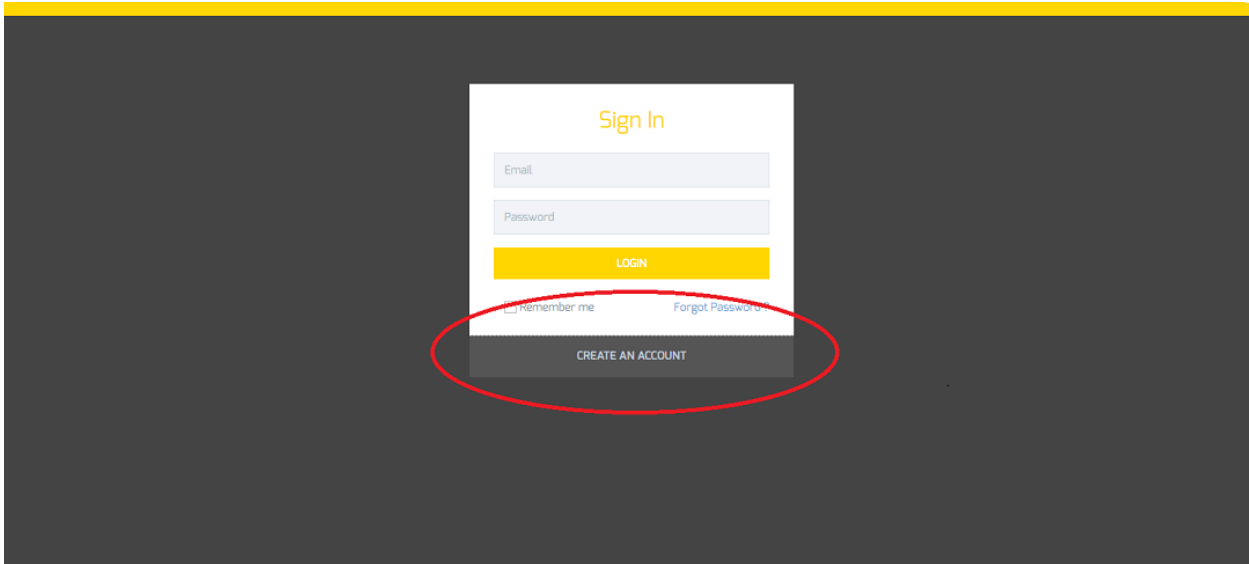 Sign In
Email
Password
LOGIN
Remember me Forgot Password ?
CREATE AN ACCOUNT